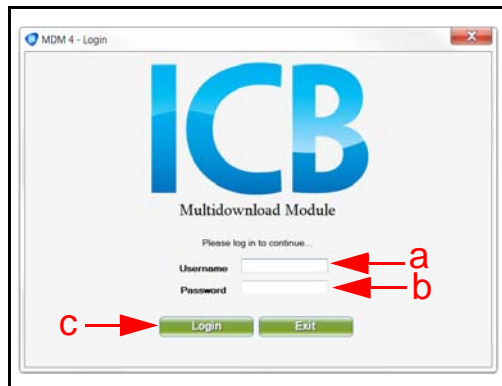 MDM 4 - Login
ICB
Multidownload Module
Please log in to continue...
Username a
Password b
c Login Exit